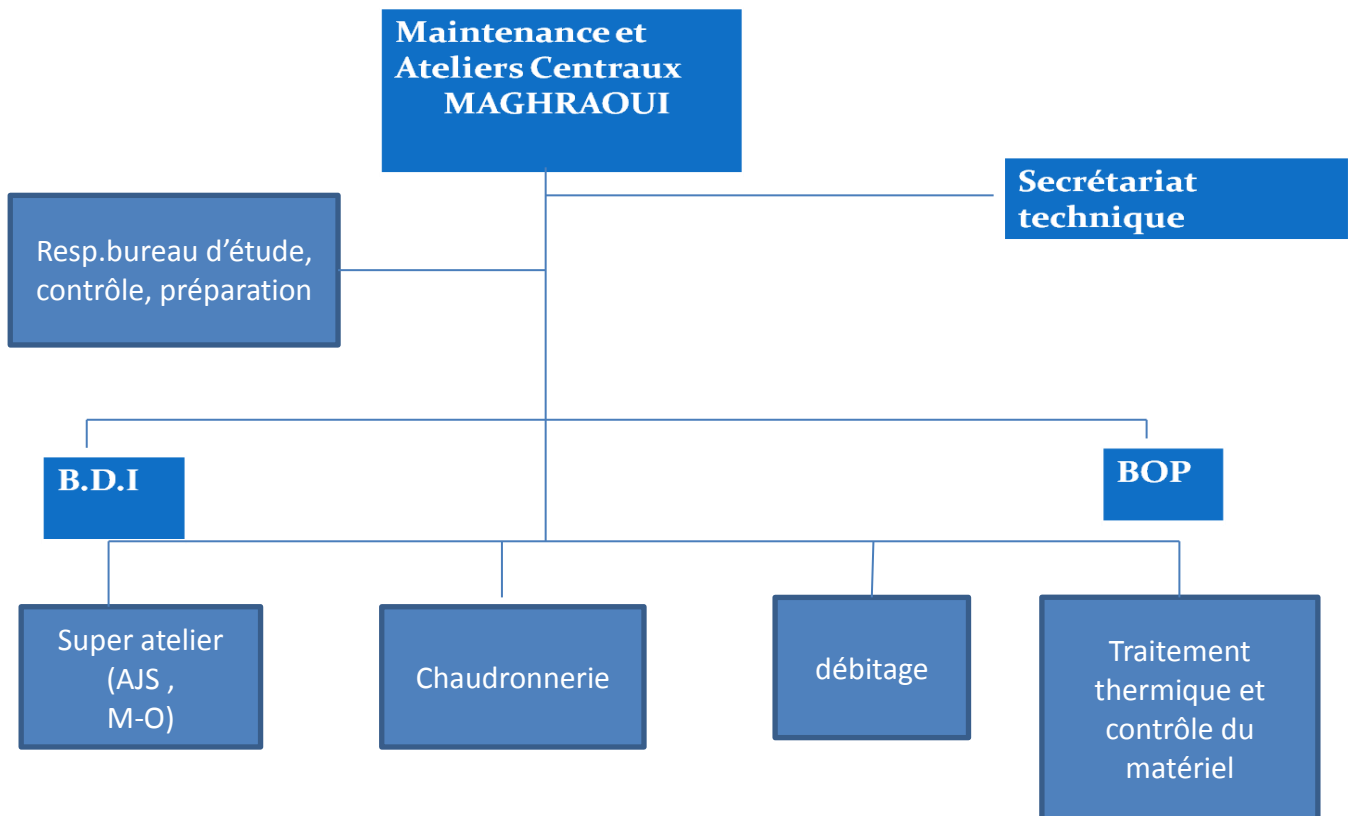 Maintenance et
Ateliers Centraux
MAGHRAOUI
Secrétariat
technique
Resp.bureau d’étude,
contrôle, préparation
B.D.I
BOP
Super atelier
(AJS ,
M-O)
Chaudronnerie
débitage
Traitement
thermique et
contrôle du
matériel